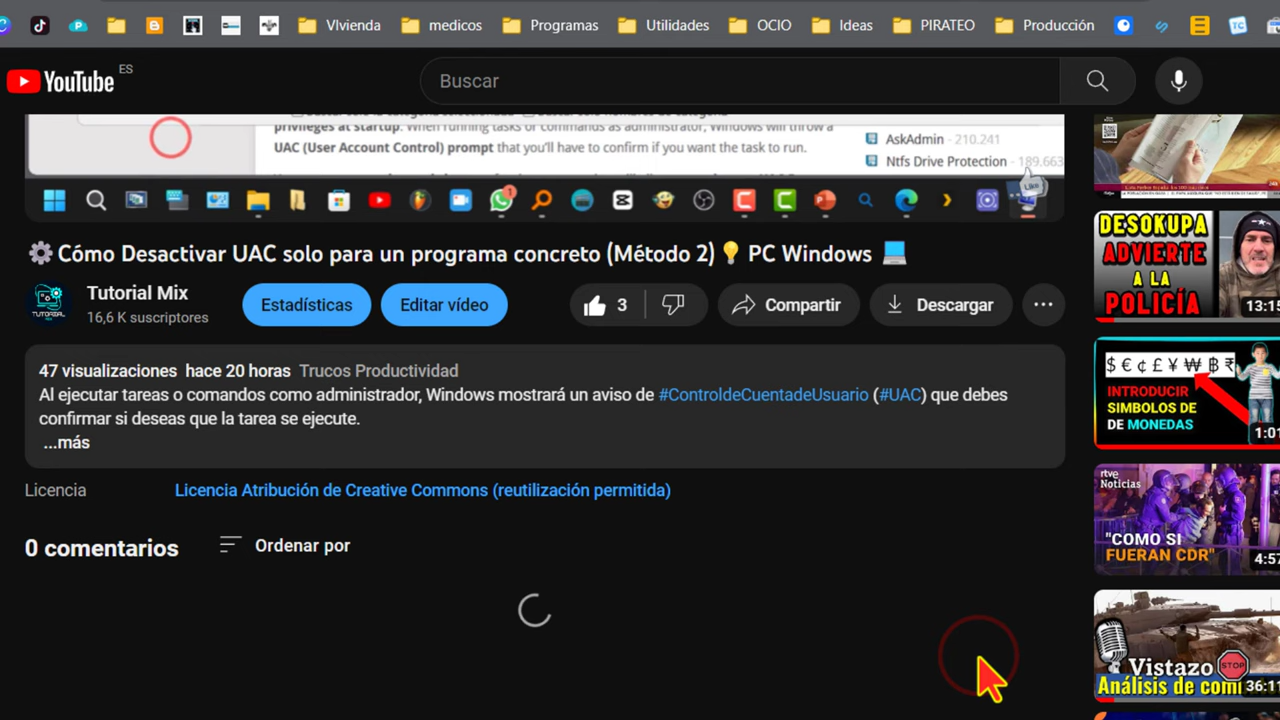 VIvienda
medicos
Programas
Utilidades
OCIO
Ideas
PIRATEO
Producción
TC
YouTube ES
Buscar
privileges at startup. When running tasks or commands as administrator, Windows will throw a
UAC (User Account Control) prompt that you'll have to confirm if you want the task to run.
AskAdmin - 210.241
Ntfs Drive Protection - 189.663
Like
1
Cómo Desactivar UAC solo para un programa concreto (Método 2) PC Windows
Tutorial Mix
16,6 K suscriptores
TUTORIAL
Estadísticas
Editar vídeo
3
Compartir
Descargar
47 visualizaciones hace 20 horas Trucos Productividad
Al ejecutar tareas o comandos como administrador, Windows mostrará un aviso de #ControldeCuentadeUsuario (#UAC) que debes
confirmar si deseas que la tarea se ejecute.
...más
Licencia
Licencia Atribución de Creative Commons (reutilización permitida)
0 comentarios
Ordenar por
DESOKUPA
ADVIERTE
A LA
POLICÍA
13:15
$ € ¢ £ ¥ ₩ ฿ ₹
INTRODUCIR
SIMBOLOS DE
DE MONEDAS
1:01
rtve
Noticias
"COMO SI
FUERAN CDR"
4:57
Vistazo
STOP
Análisis de com
36:11